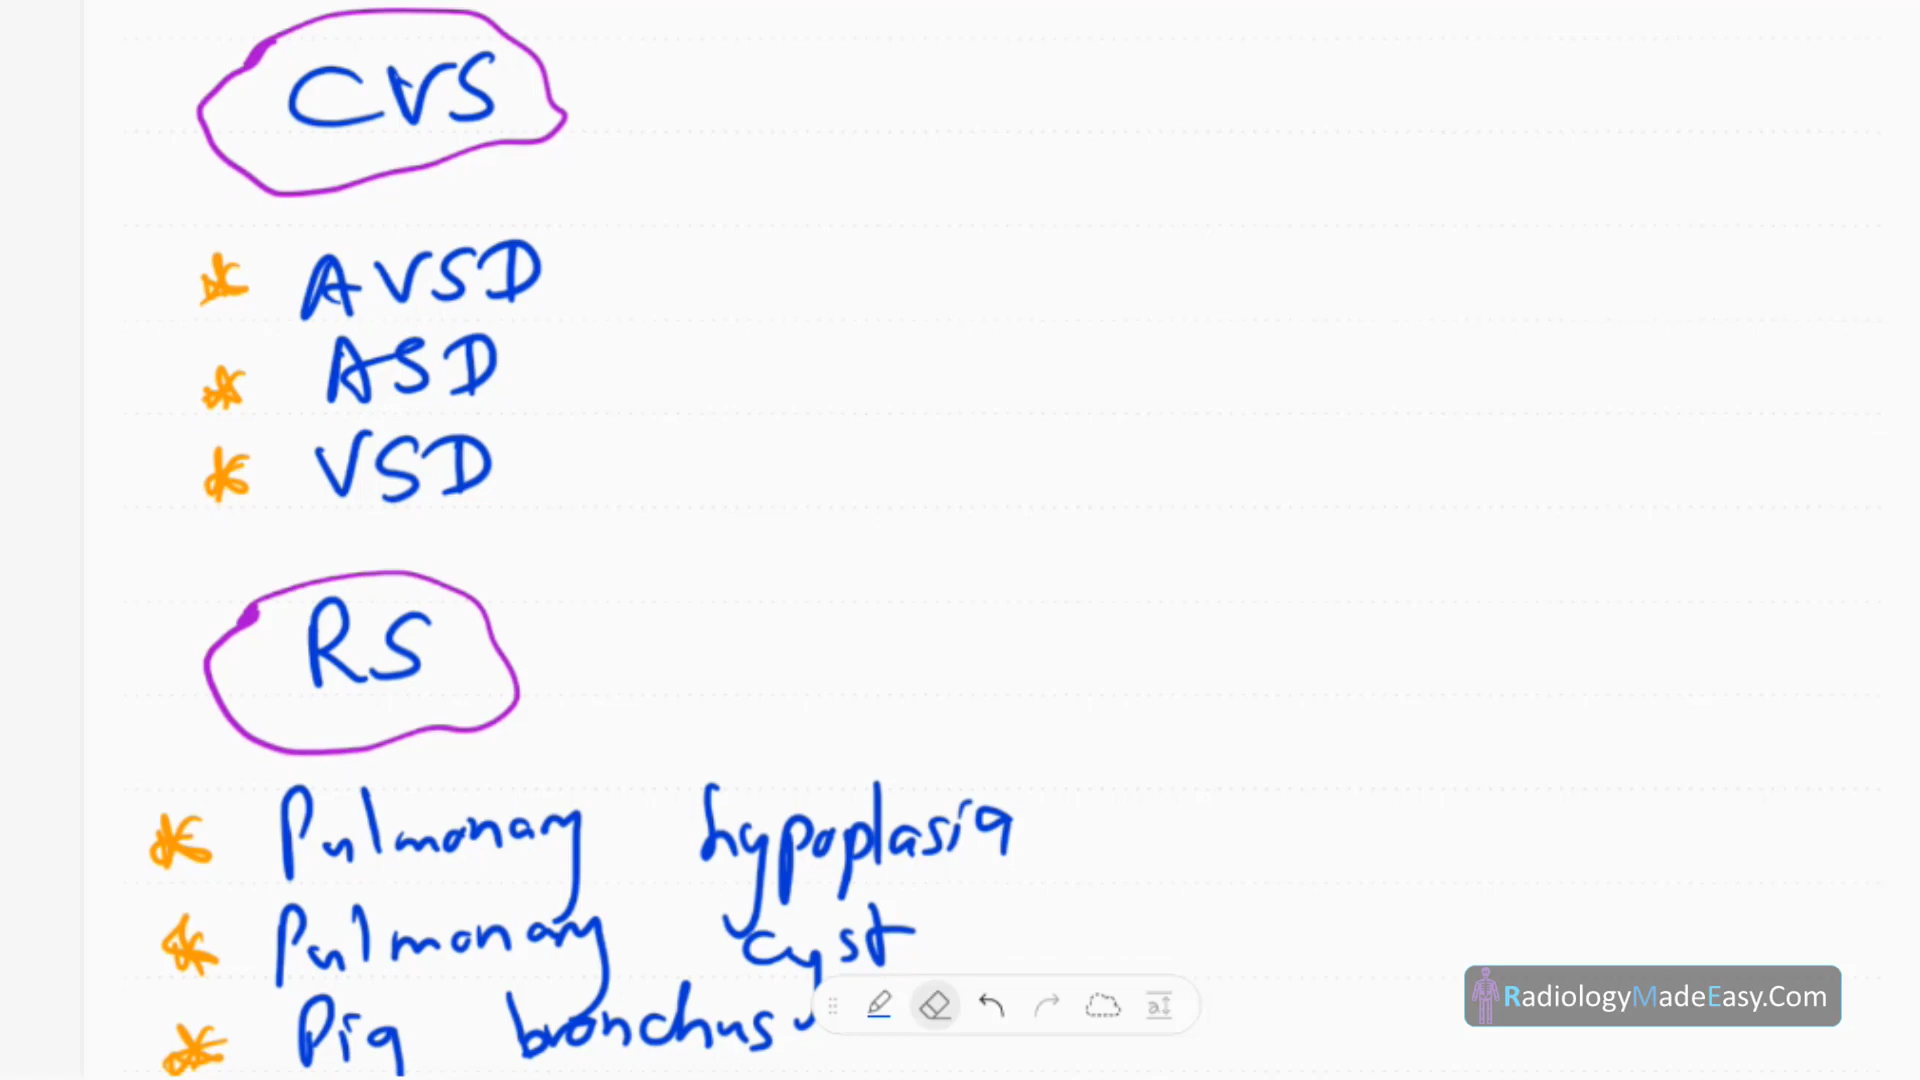 CVS
AVSD
ASD
VSD
RS
Pulmonary hypoplasia
Pulmonary cyst
Pig bronchus
RadiologyMadeEasy.Com